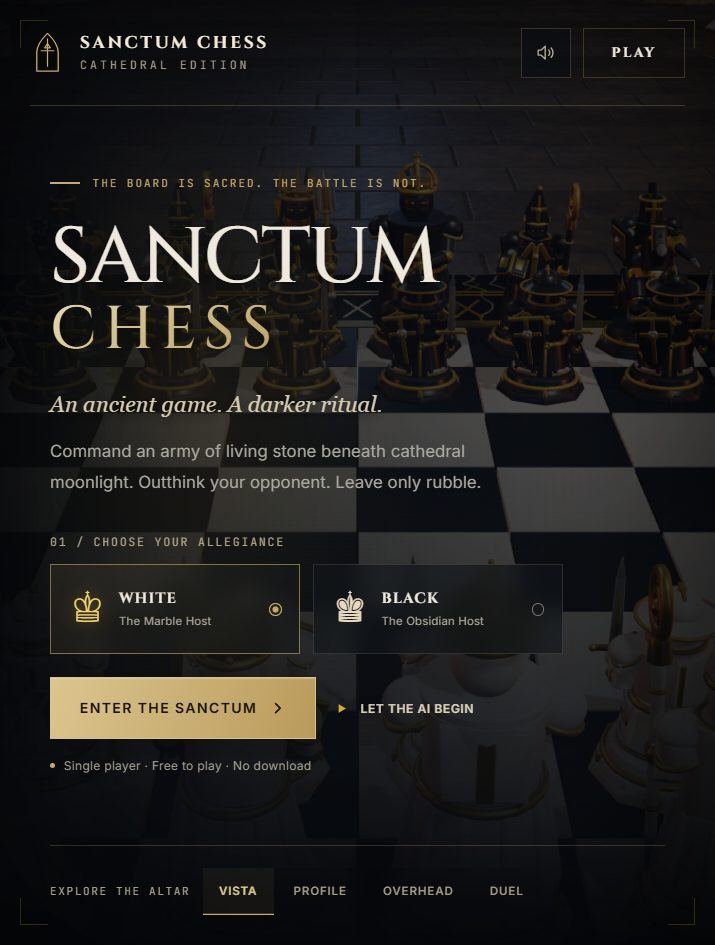 SANCTUM CHESS
CATHEDRAL EDITION
PLAY
THE BOARD IS SACRED. THE BATTLE IS NOT.
SANCTUM
CHESS
An ancient game. A darker ritual.
Command an army of living stone beneath cathedral
moonlight. Outthink your opponent. Leave only rubble.
01 / CHOOSE YOUR ALLEGIANCE
WHITE
The Marble Host
BLACK
The Obsidian Host
ENTER THE SANCTUM
LET THE AI BEGIN
Single player · Free to play · No download
EXPLORE THE ALTAR VISTA PROFILE OVERHEAD DUEL